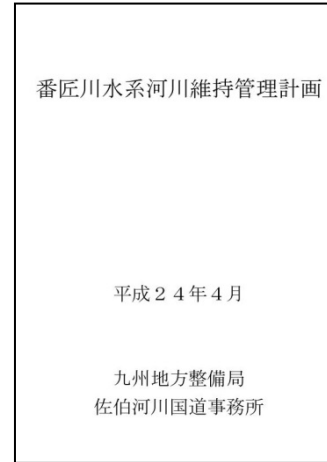 番匠川水系河川維持管理計画
平成２４年４月
九州地方整備局
佐伯河川国道事務所